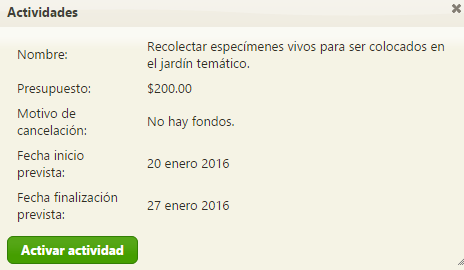 Actividades
Nombre: Recolectar especímenes vivos para ser colocados en
el jardín temático.
Presupuesto: $200.00
Motivo de
cancelación: No hay fondos.
Fecha inicio
prevista: 20 enero 2016
Fecha finalización
prevista: 27 enero 2016
Activar actividad